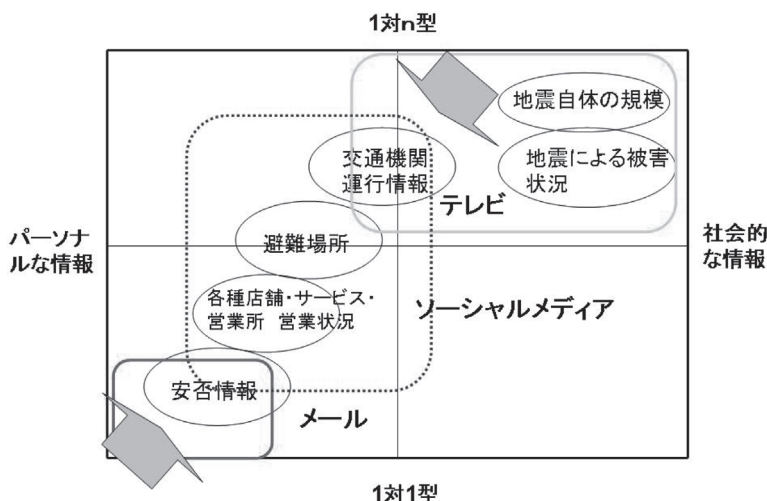 1対n型
地震自体の規模
交通機関
運行情報
地震による被害
状況
テレビ
パーソナ
ルな情報
避難場所
社会的
な情報
各種店舗・サービス・
営業所 営業状況
ソーシャルメディア
安否情報
メール
1対1型